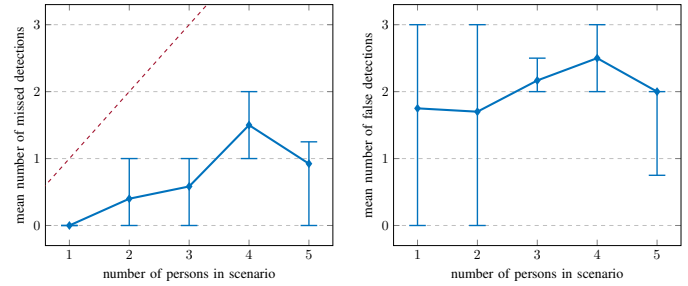 mean number of missed detections
3
2
1
0
1 2 3 4 5
number of persons in scenario
mean number of false detections
3
2
1
0
1 2 3 4 5
number of persons in scenario